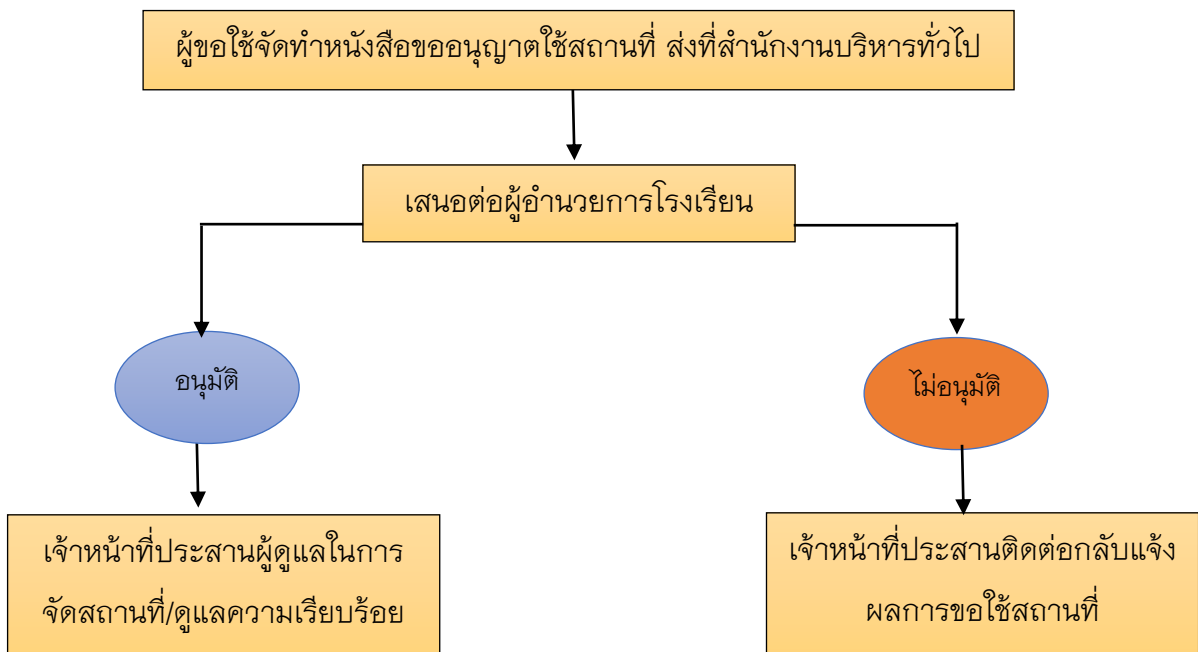 ผู้ขอใช้จัดทำหนังสือขออนุญาตใช้สถานที่ ส่งที่สำนักงานบริหารทั่วไป
เสนอต่อผู้อำนวยการโรงเรียน
อนุมัติ
ไม่อนุมัติ
เจ้าหน้าที่ประสานผู้ดูแลในการ
จัดสถานที่/ดูแลความเรียบร้อย
เจ้าหน้าที่ประสานติดต่อกลับแจ้ง
ผลการขอใช้สถานที่